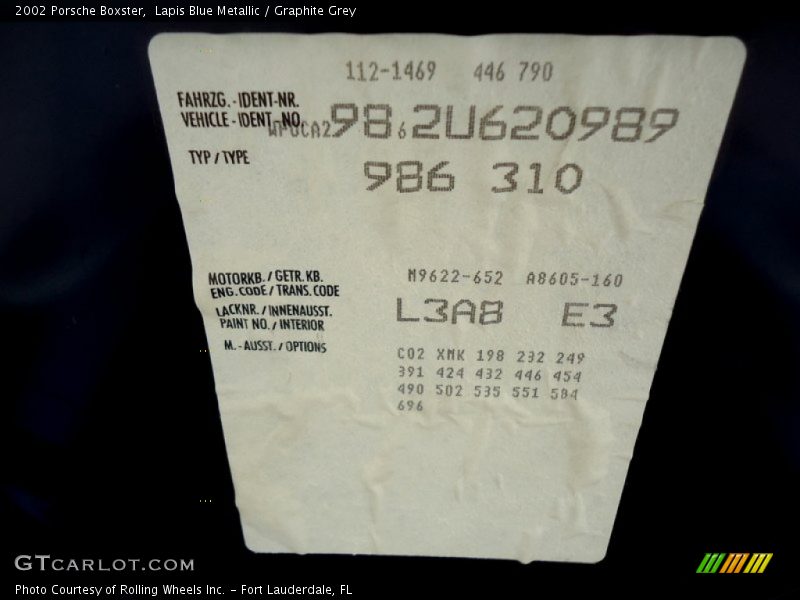 2002 Porsche Boxster, Lapis Blue Metallic / Graphite Grey
112-1469 446 790
FAHRZG.-IDENT-NR.
VEHICLE-IDENT.-NO.
WP0CA29862U620989
TYP / TYPE
986 310
MOTORKB./GETR.KB. M9622-652 A8605-160
ENG.CODE/TRANS.CODE
LACKNR./INNENAUSST. L3A8 E3
PAINT NO./INTERIOR
M.-AUSST./OPTIONS
C02 XMK 198 232 249
391 424 432 446 454
490 502 535 551 584
696
GTCARLOT.COM
Photo Courtesy of Rolling Wheels Inc. – Fort Lauderdale, FL